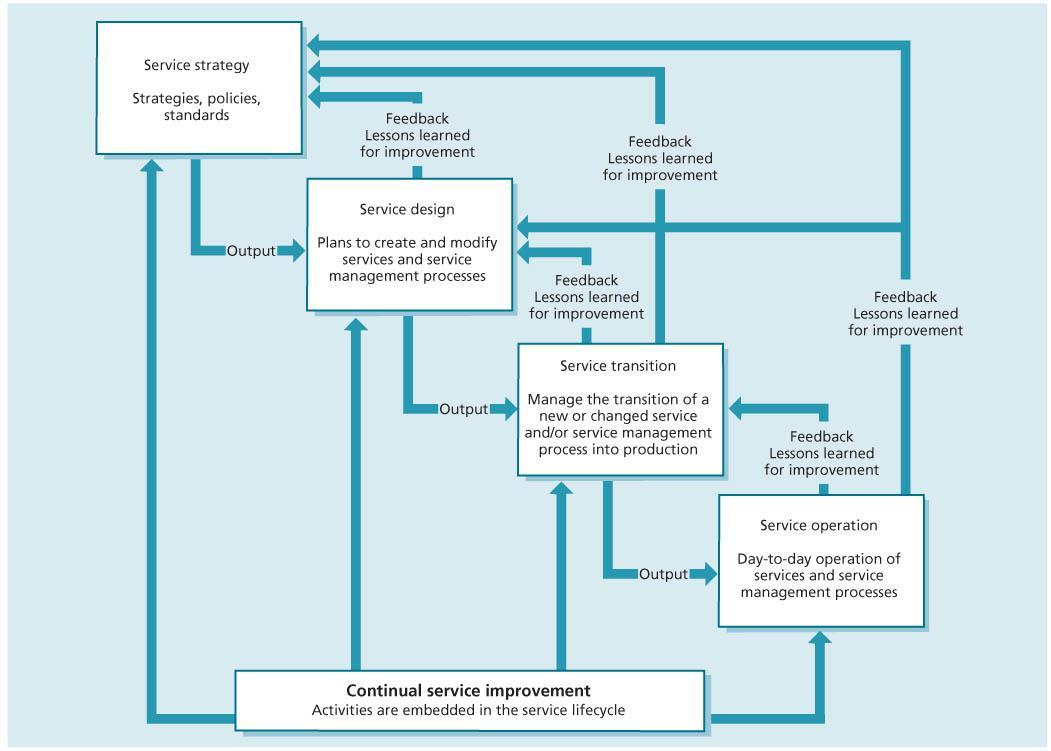 Service strategy
Strategies, policies,
standards
Feedback
Lessons learned
for improvement
Feedback
Lessons learned
for improvement
Service design
Plans to create and modify
services and service
management processes
Output
Feedback
Lessons learned
for improvement
Feedback
Lessons learned
for improvement
Service transition
Manage the transition of a
new or changed service
and/or service management
process into production
Output
Feedback
Lessons learned
for improvement
Service operation
Day-to-day operation of
services and service
management processes
Output
Continual service improvement
Activities are embedded in the service lifecycle